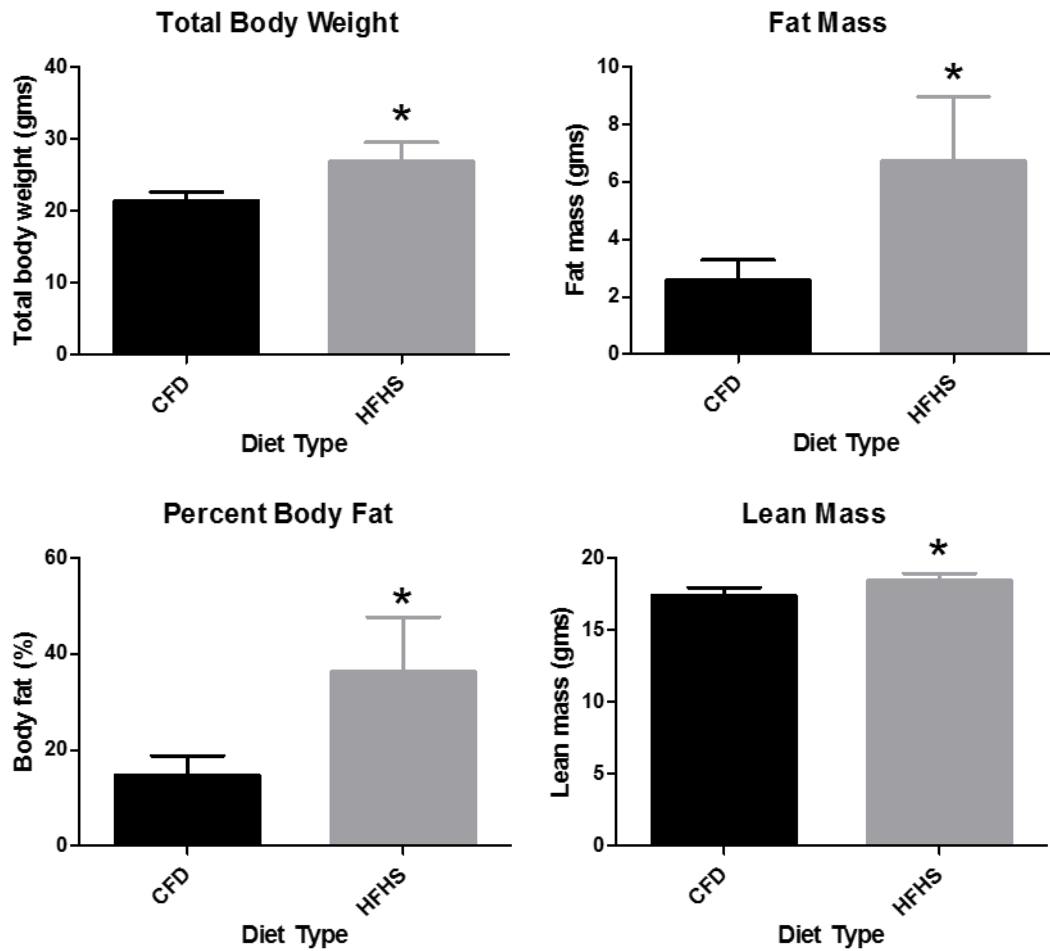 Total Body Weight
Total body weight (gms)
40
30
20
10
0
*
CFD
HFHS
Diet Type
Fat Mass
Fat mass (gms)
10
8
6
4
2
0
*
CFD
HFHS
Diet Type
Percent Body Fat
Body fat (%)
60
40
20
0
*
CFD
HFHS
Diet Type
Lean Mass
Lean mass (gms)
20
15
10
5
0
*
CFD
HFHS
Diet Type